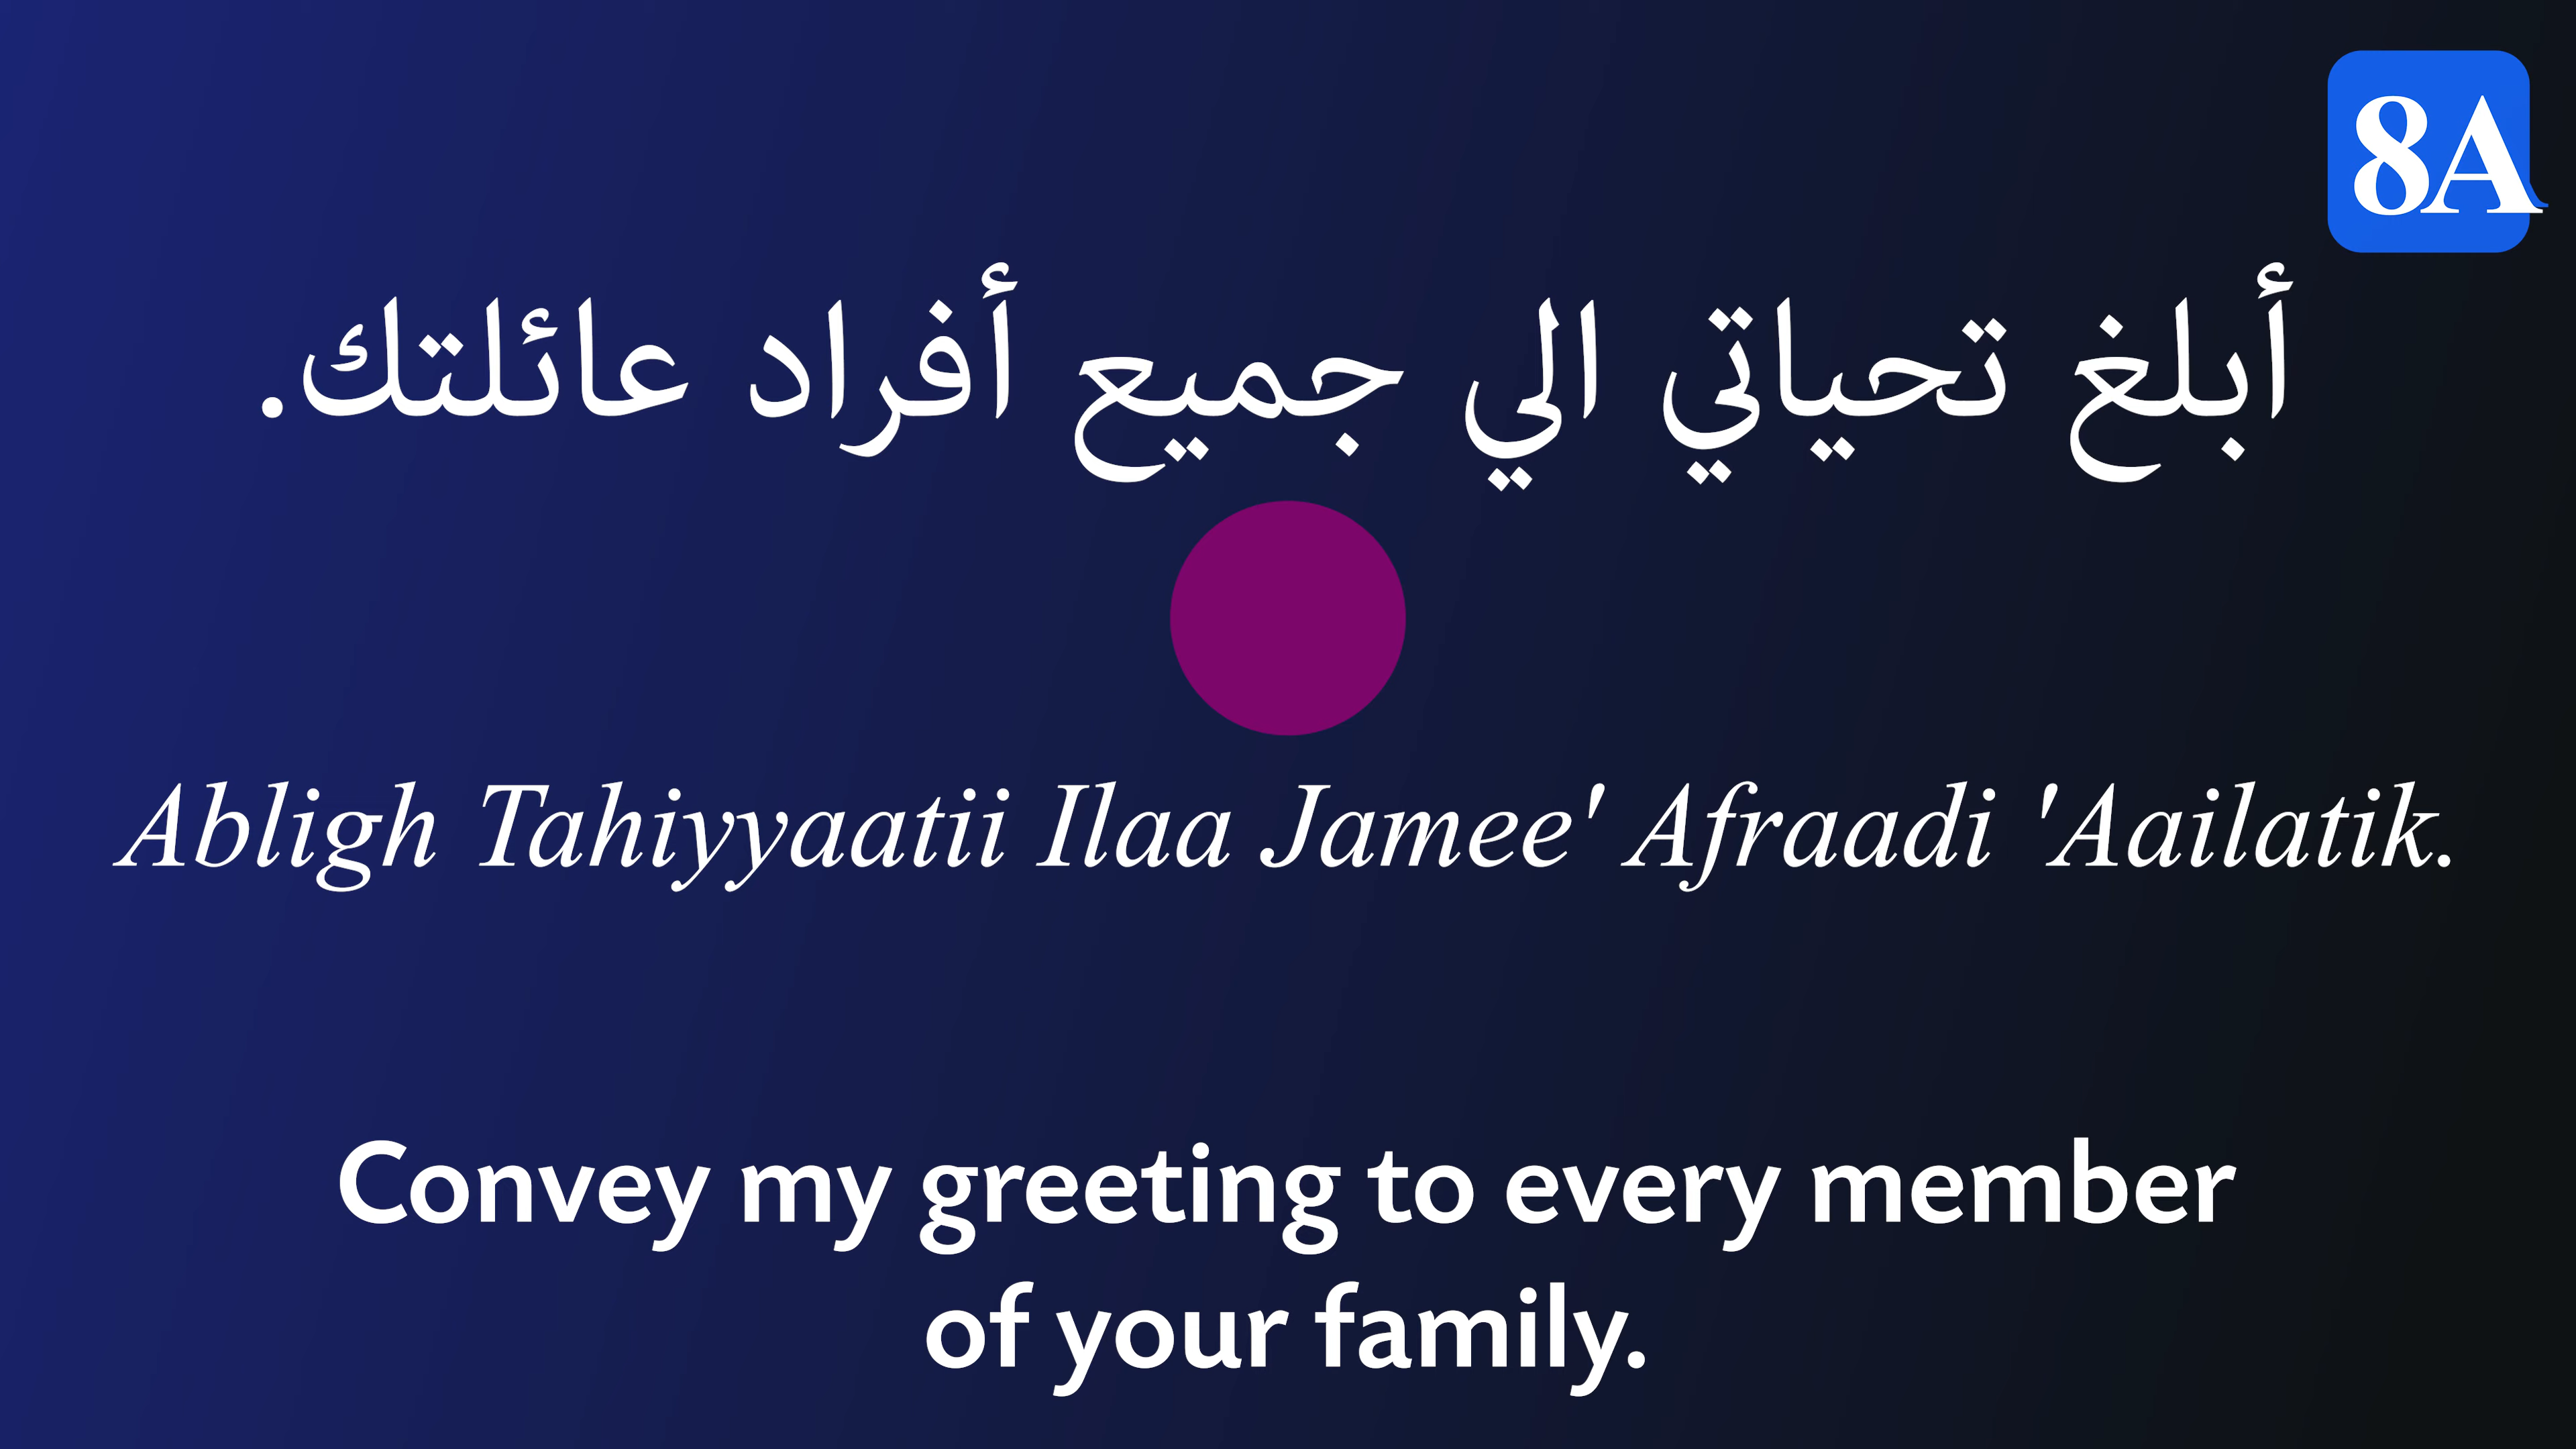 8A
أبلغ تحياتي الي جميع أفراد عائلتك.
Abligh Tahiyyaatii Ilaa Jamee' Afraadi 'Aailatik.
Convey my greeting to every member
of your family.